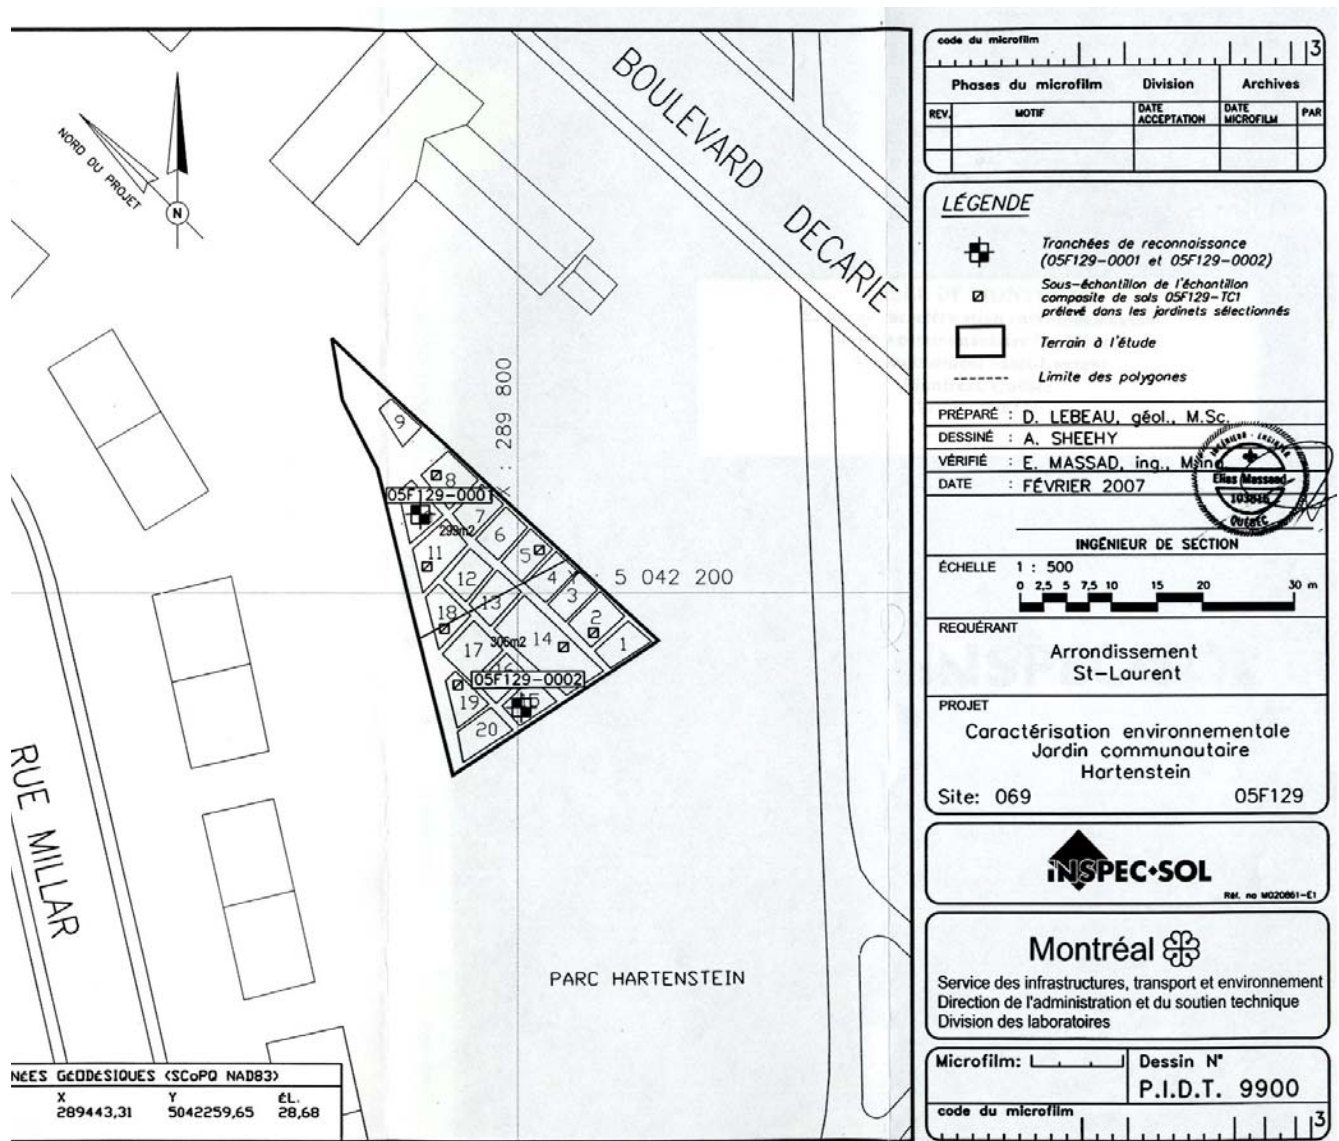 BOULEVARD DECARIE
NORD DU PROJET
N
X : 289 800
9
8
05F129-0001
7
293m2
6
5
11
4
Y : 5 042 200
12
3
13
18
2
306m2
14
1
17
16
05F129-0002
19
15
20
RUE MILLAR
PARC HARTENSTEIN
NÉES GÉODÉSIQUES (SCoPQ NAD83)
X Y ÉL.
289443,31 5042259,65 28,68
code du microfilm
3
Phases du microfilm Division Archives
REV. MOTIF DATE ACCEPTATION DATE MICROFILM PAR
LÉGENDE
Tranchées de reconnaissance
(05F129-0001 et 05F129-0002)
Sous-échantillon de l'échantillon
composite de sols 05F129-TC1
prélevé dans les jardinets sélectionnés
Terrain à l'étude
Limite des polygones
PRÉPARÉ : D. LEBEAU, géol., M.Sc.
DESSINÉ : A. SHEEHY
VÉRIFIÉ : E. MASSAD, ing., M.ing
DATE : FÉVRIER 2007
Elias Massaad
QUÉBEC
INGÉNIEUR DE SECTION
ÉCHELLE 1 : 500
0 2,5 5 7,5 10 15 20 30 m
REQUÉRANT
Arrondissement
St-Laurent
PROJET
Caractérisation environnementale
Jardin communautaire
Hartenstein
Site: 069 05F129
INSPEC-SOL
Réf. no M020861-E1
Montréal
Service des infrastructures, transport et environnement
Direction de l'administration et du soutien technique
Division des laboratoires
Microfilm: Dessin N°
P.I.D.T. 9900
code du microfilm
3